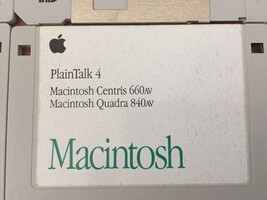 PlainTalk 4
Macintosh Centris 660AV
Macintosh Quadra 840AV
Macintosh